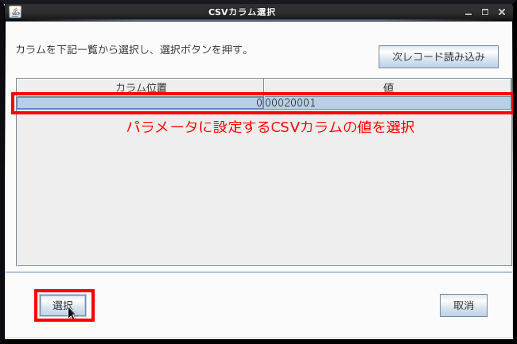 CSVカラム選択
カラムを下記一覧から選択し、選択ボタンを押す。
次レコード読み込み
カラム位置 値
0 00020001
パラメータに設定するCSVカラムの値を選択
選択 取消